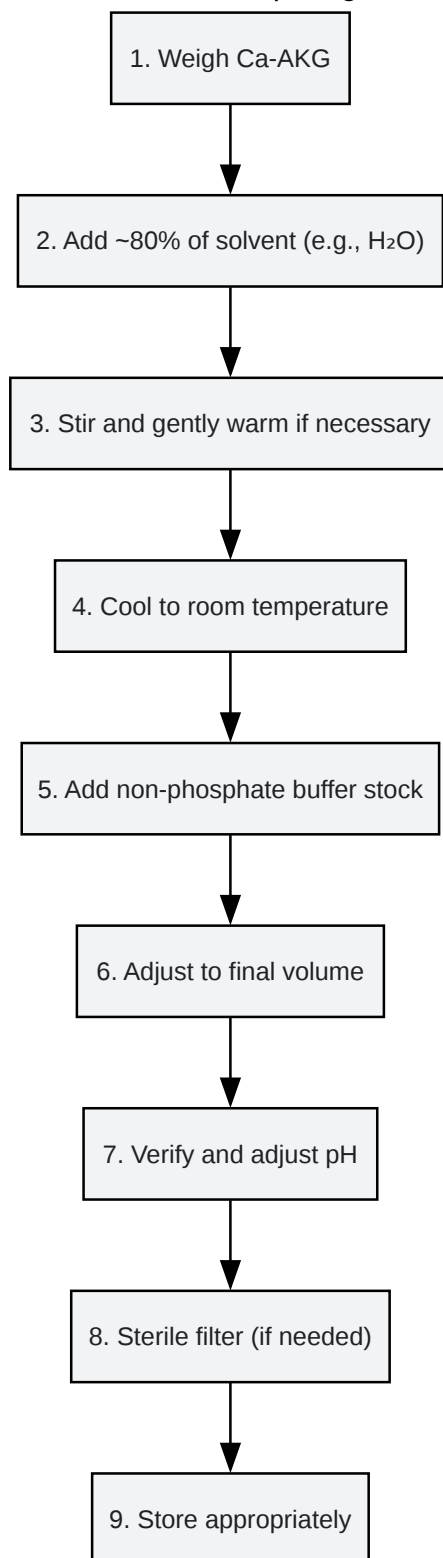 1. Weigh Ca-AKG
2. Add ~80% of solvent (e.g., H₂O)
3. Stir and gently warm if necessary
4. Cool to room temperature
5. Add non-phosphate buffer stock
6. Adjust to final volume
7. Verify and adjust pH
8. Sterile filter (if needed)
9. Store appropriately